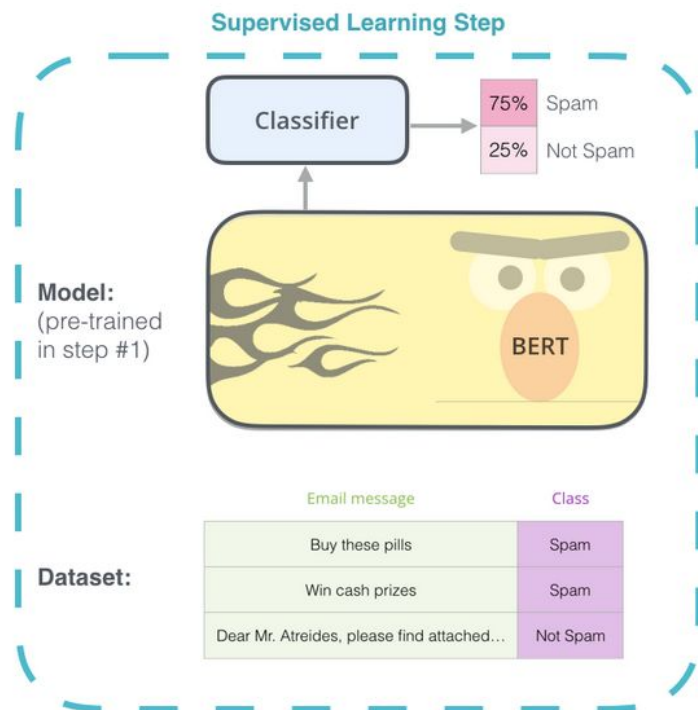 Supervised Learning Step
Classifier
75% Spam
25% Not Spam
Model:
(pre-trained
in step #1)
BERT
Email message Class
Dataset:
Buy these pills Spam
Win cash prizes Spam
Dear Mr. Atreides, please find attached... Not Spam